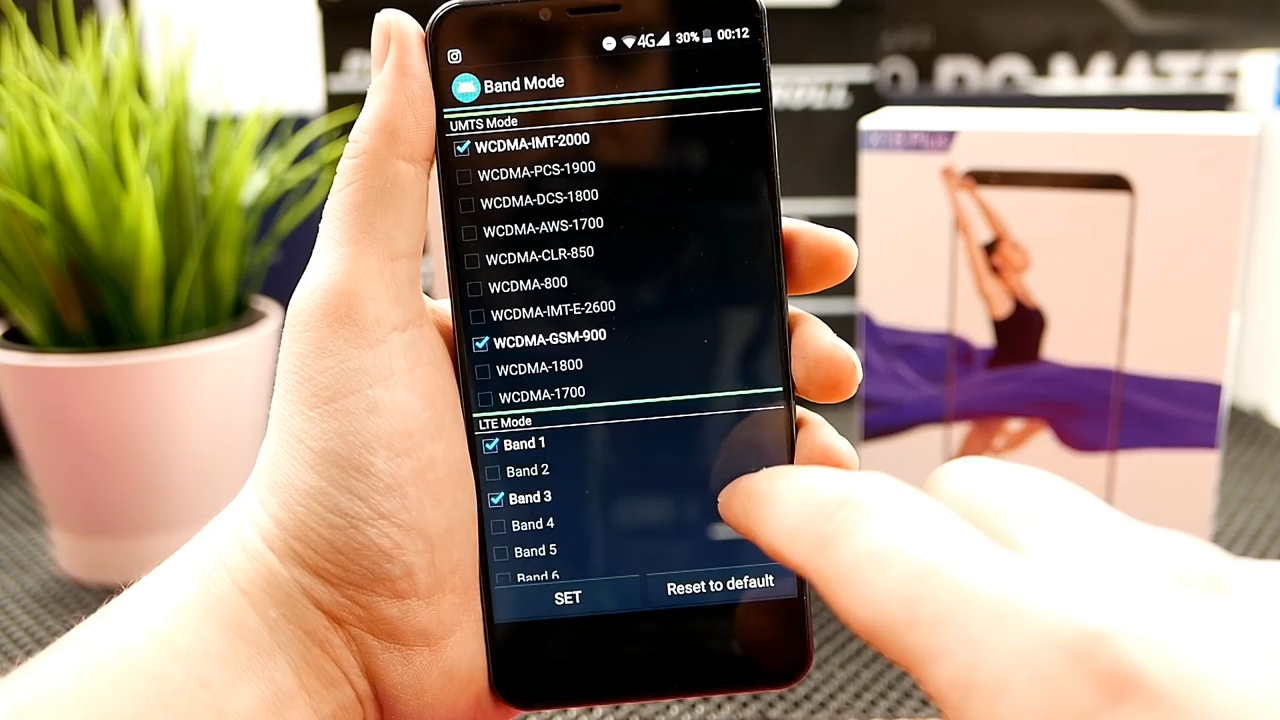 4G 30% 00:12
Band Mode
UMTS Mode
WCDMA-IMT-2000
WCDMA-PCS-1900
WCDMA-DCS-1800
WCDMA-AWS-1700
WCDMA-CLR-850
WCDMA-800
WCDMA-IMT-E-2600
WCDMA-GSM-900
WCDMA-1800
WCDMA-1700
LTE Mode
Band 1
Band 2
Band 3
Band 4
Band 5
Band 6
SET
Reset to default